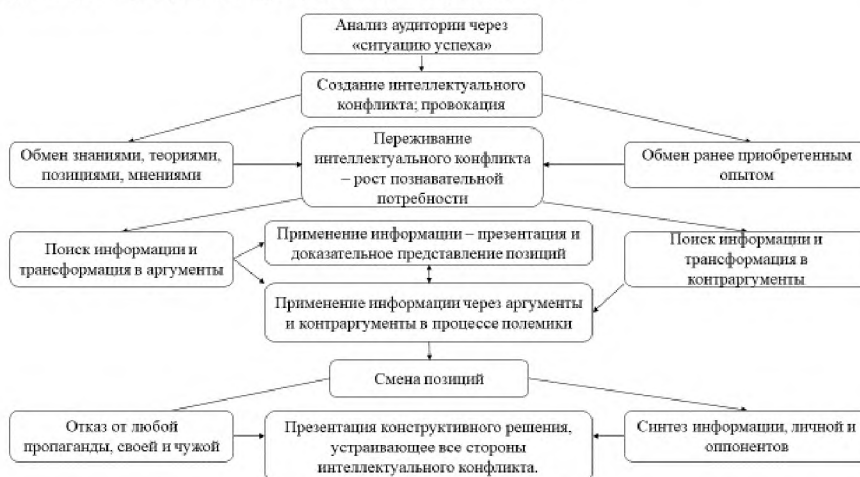 Анализ аудитории через
«ситуацию успеха»
Создание интеллектуального
конфликта; провокация
Обмен знаниями, теориями,
позициями, мнениями
Переживание
интеллектуального конфликта
– рост познавательной
потребности
Обмен ранее приобретенным
опытом
Поиск информации и
трансформация в аргументы
Применение информации – презентация и
доказательное представление позиций
Поиск информации и
трансформация в
контраргументы
Применение информации через аргументы
и контраргументы в процессе полемики
Смена позиций
Отказ от любой
пропаганды, своей и чужой
Презентация конструктивного решения,
устраивающее все стороны
интеллектуального конфликта.
Синтез информации, личной и
оппонентов